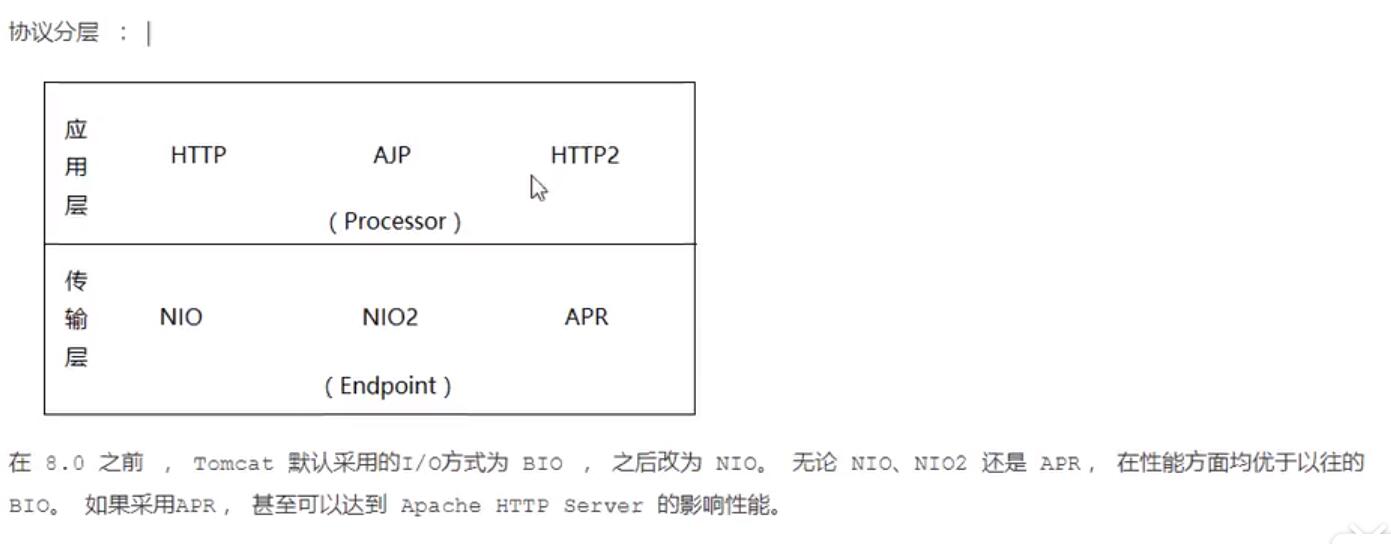 协议分层 ：
应用层
HTTP AJP HTTP2
( Processor )
传输层
NIO NIO2 APR
( Endpoint )
在 8.0 之前 ， Tomcat 默认采用的I/O方式为 BIO ， 之后改为 NIO。 无论 NIO、NIO2 还是 APR， 在性能方面均优于以往的
BIO。 如果采用APR， 甚至可以达到 Apache HTTP Server 的影响性能。